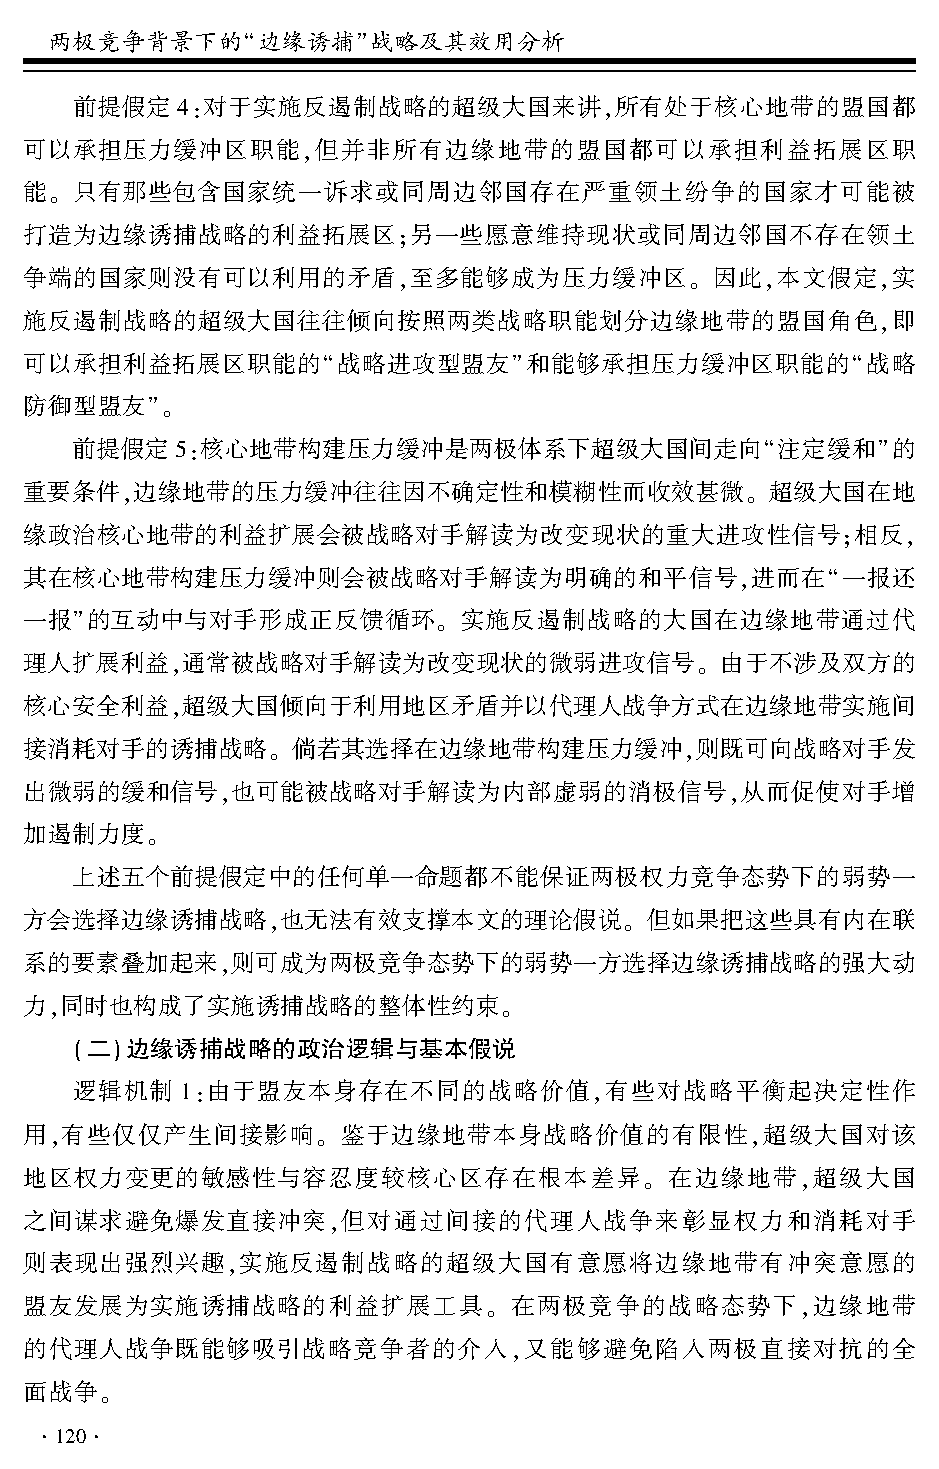 两极竞争背景下的“边缘诱捕”战略及其效用分析
前提假定 4:对于实施反遏制战略的超级大国来讲,所有处于核心地带的盟国都
可以承担压力缓冲区职能,但并非所有边缘地带的盟国都可以承担利益拓展区职
能。只有那些包含国家统一诉求或同周边邻国存在严重领土纷争的国家才可能被
打造为边缘诱捕战略的利益拓展区;另一些愿意维持现状或同周边邻国不存在领土
争端的国家则没有可以利用的矛盾,至多能够成为压力缓冲区。因此,本文假定,实
施反遏制战略的超级大国往往倾向按照两类战略职能划分边缘地带的盟国角色,即
可以承担利益拓展区职能的“战略进攻型盟友”和能够承担压力缓冲区职能的“战略
防御型盟友”。
前提假定 5:核心地带构建压力缓冲是两极体系下超级大国间走向“注定缓和”的
重要条件,边缘地带的压力缓冲往往因不确定性和模糊性而收效甚微。超级大国在地
缘政治核心地带的利益扩展会被战略对手解读为改变现状的重大进攻性信号;相反,
其在核心地带构建压力缓冲则会被战略对手解读为明确的和平信号,进而在“一报还
一报”的互动中与对手形成正反馈循环。实施反遏制战略的大国在边缘地带通过代
理人扩展利益,通常被战略对手解读为改变现状的微弱进攻信号。由于不涉及双方的
核心安全利益,超级大国倾向于利用地区矛盾并以代理人战争方式在边缘地带实施间
接消耗对手的诱捕战略。倘若其选择在边缘地带构建压力缓冲,则既可向战略对手发
出微弱的缓和信号,也可能被战略对手解读为内部虚弱的消极信号,从而促使对手增
加遏制力度。
上述五个前提假定中的任何单一命题都不能保证两极权力竞争态势下的弱势一
方会选择边缘诱捕战略,也无法有效支撑本文的理论假说。但如果把这些具有内在联
系的要素叠加起来,则可成为两极竞争态势下的弱势一方选择边缘诱捕战略的强大动
力,同时也构成了实施诱捕战略的整体性约束。
(二)边缘诱捕战略的政治逻辑与基本假说
逻辑机制 1:由于盟友本身存在不同的战略价值,有些对战略平衡起决定性作
用,有些仅仅产生间接影响。鉴于边缘地带本身战略价值的有限性,超级大国对该
地区权力变更的敏感性与容忍度较核心区存在根本差异。在边缘地带,超级大国
之间谋求避免爆发直接冲突,但对通过间接的代理人战争来彰显权力和消耗对手
则表现出强烈兴趣,实施反遏制战略的超级大国有意愿将边缘地带有冲突意愿的
盟友发展为实施诱捕战略的利益扩展工具。在两极竞争的战略态势下,边缘地带
的代理人战争既能够吸引战略竞争者的介入,又能够避免陷入两极直接对抗的全
面战争。
· 120 ·